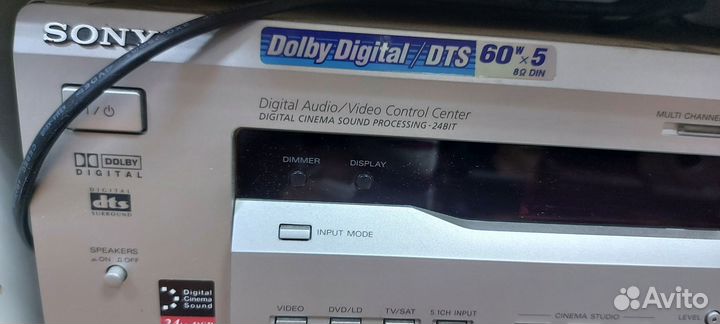 SONY
Dolby Digital / DTS 60W×5
8Ω DIN
Digital Audio/Video Control Center
DIGITAL CINEMA SOUND PROCESSING-24BIT
MULTI CHANNE
I / ⏻
DIMMER DISPLAY
DOLBY
DIGITAL
DIGITAL
dts
SURROUND
INPUT MODE
SPEAKERS
ON OFF
Digital
Cinema
Sound
VIDEO DVD/LD TV/SAT 5.1CH INPUT
CINEMA STUDIO
LEVEL
Avito